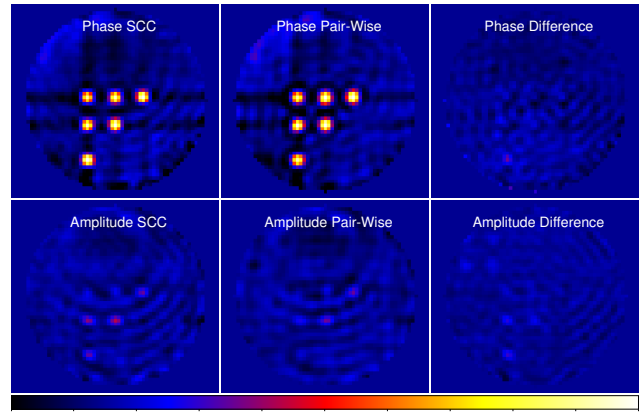 Phase SCC
Phase Pair-Wise
Phase Difference
Amplitude SCC
Amplitude Pair-Wise
Amplitude Difference